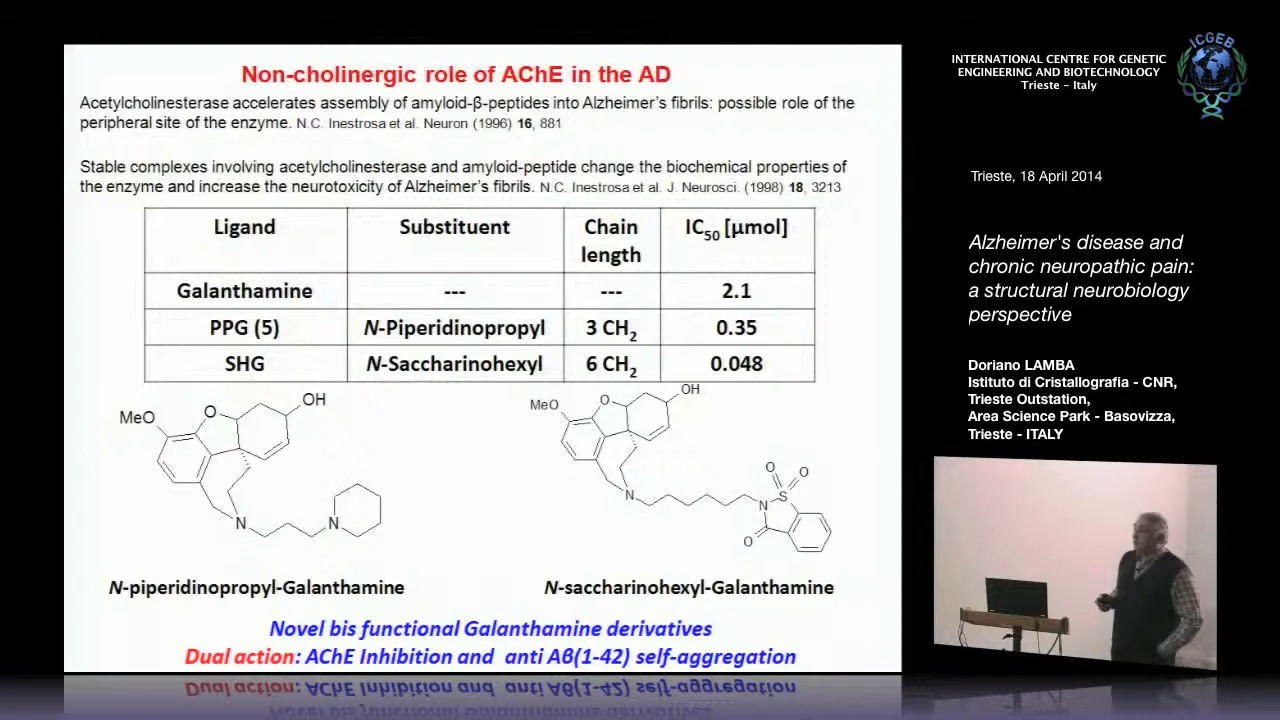 Non-cholinergic role of AChE in the AD
Acetylcholinesterase accelerates assembly of amyloid-β-peptides into Alzheimer's fibrils: possible role of the
peripheral site of the enzyme. N.C. Inestrosa et al. Neuron (1996) 16, 881
Stable complexes involving acetylcholinesterase and amyloid-peptide change the biochemical properties of
the enzyme and increase the neurotoxicity of Alzheimer's fibrils. N.C. Inestrosa et al. J. Neurosci. (1998) 18, 3213
Ligand Substituent Chain length IC50 [µmol]
Galanthamine --- --- 2.1
PPG (5) N-Piperidinopropyl 3 CH2 0.35
SHG N-Saccharinohexyl 6 CH2 0.048
MeO O OH N N
MeO O OH N N S O O O
N-piperidinopropyl-Galanthamine
N-saccharinohexyl-Galanthamine
Novel bis functional Galanthamine derivatives
Dual action: AChE Inhibition and anti Aβ(1-42) self-aggregation
INTERNATIONAL CENTRE FOR GENETIC
ENGINEERING AND BIOTECHNOLOGY
Trieste - Italy
ICGEB
Trieste, 18 April 2014
Alzheimer's disease and
chronic neuropathic pain:
a structural neurobiology
perspective
Doriano LAMBA
Istituto di Cristallografia - CNR,
Trieste Outstation,
Area Science Park - Basovizza,
Trieste - ITALY